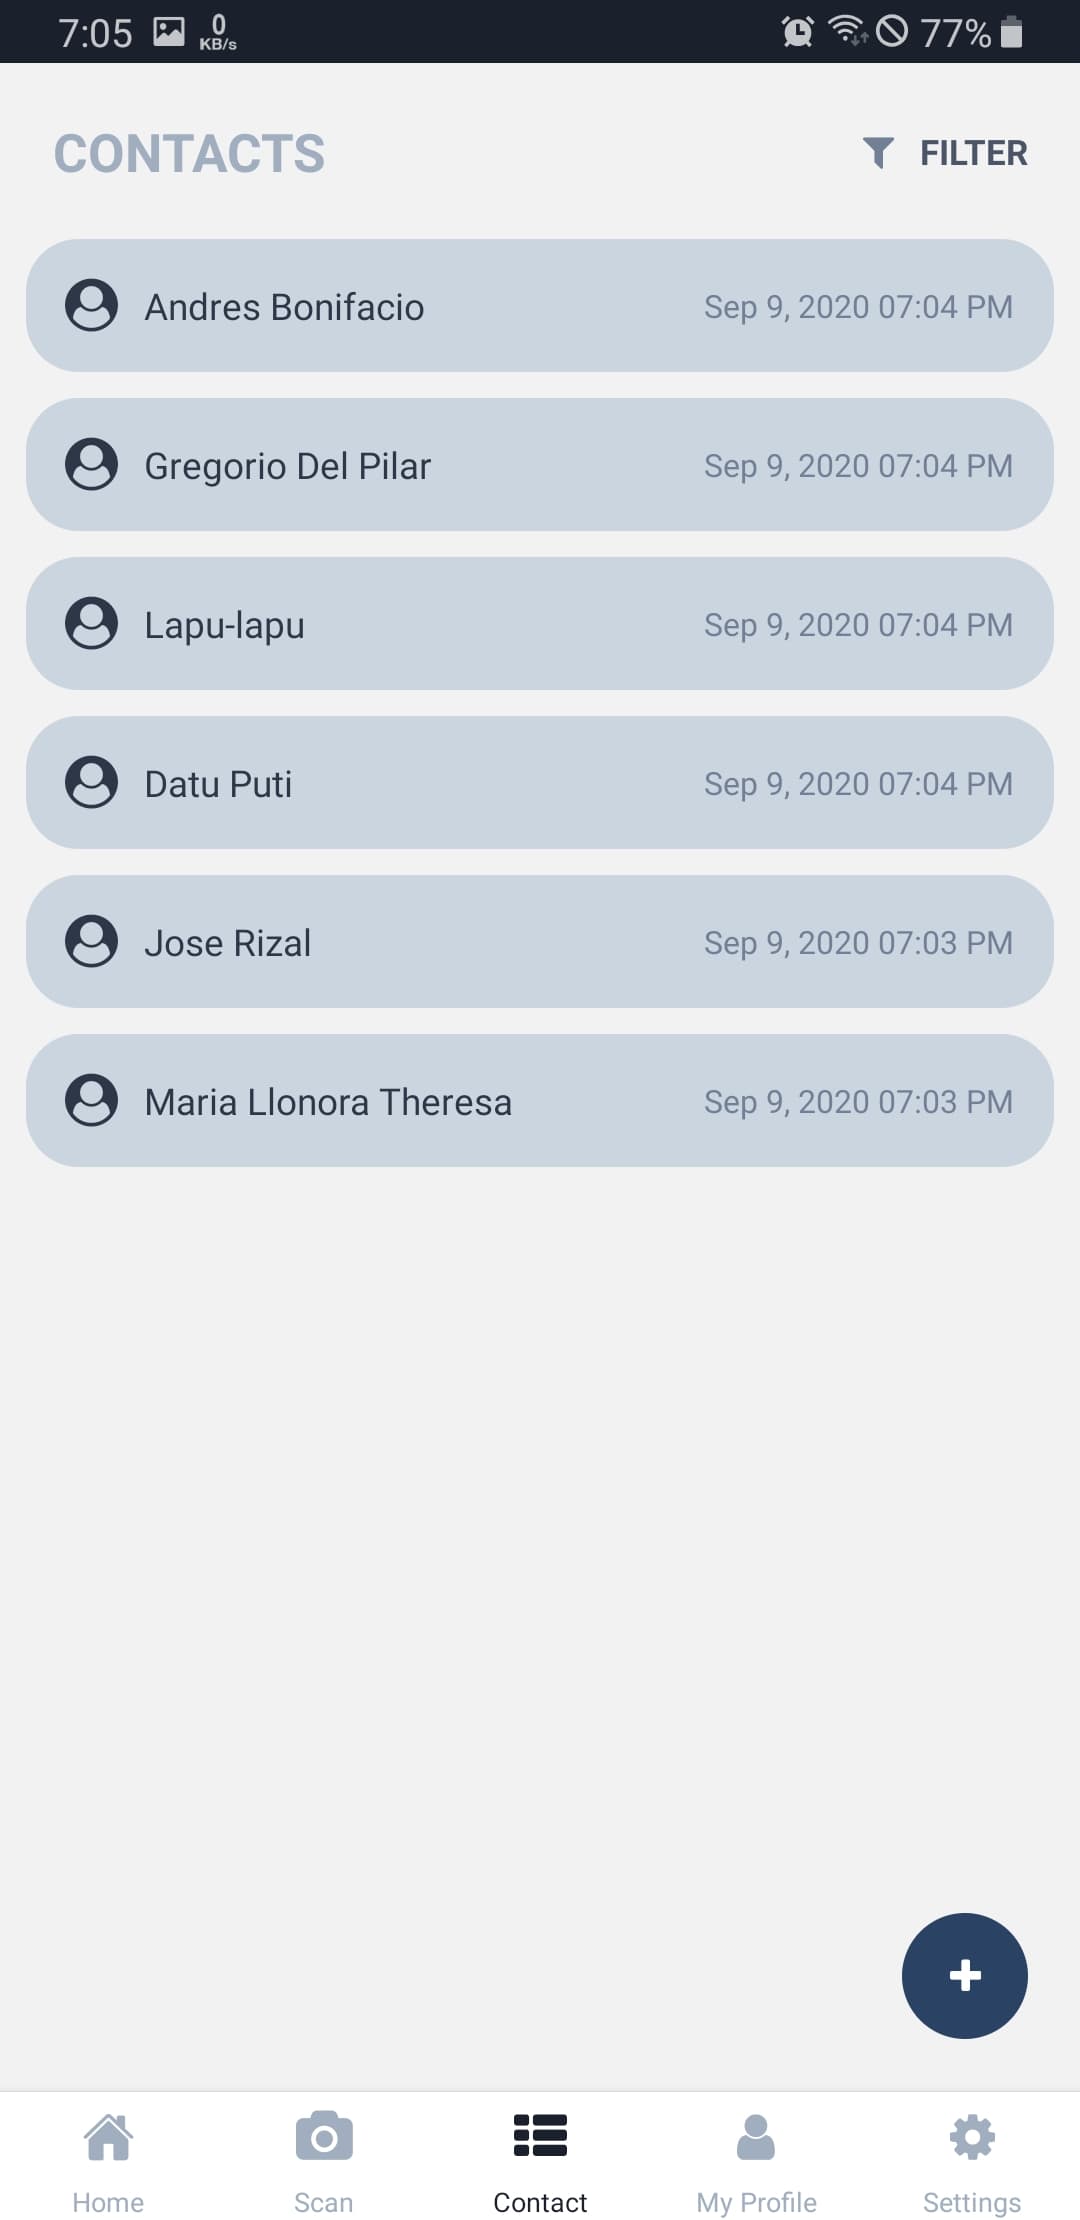 7:05 0 KB/s 77%
CONTACTS FILTER
Andres Bonifacio Sep 9, 2020 07:04 PM
Gregorio Del Pilar Sep 9, 2020 07:04 PM
Lapu-lapu Sep 9, 2020 07:04 PM
Datu Puti Sep 9, 2020 07:04 PM
Jose Rizal Sep 9, 2020 07:03 PM
Maria Llonora Theresa Sep 9, 2020 07:03 PM
Home Scan Contact My Profile Settings